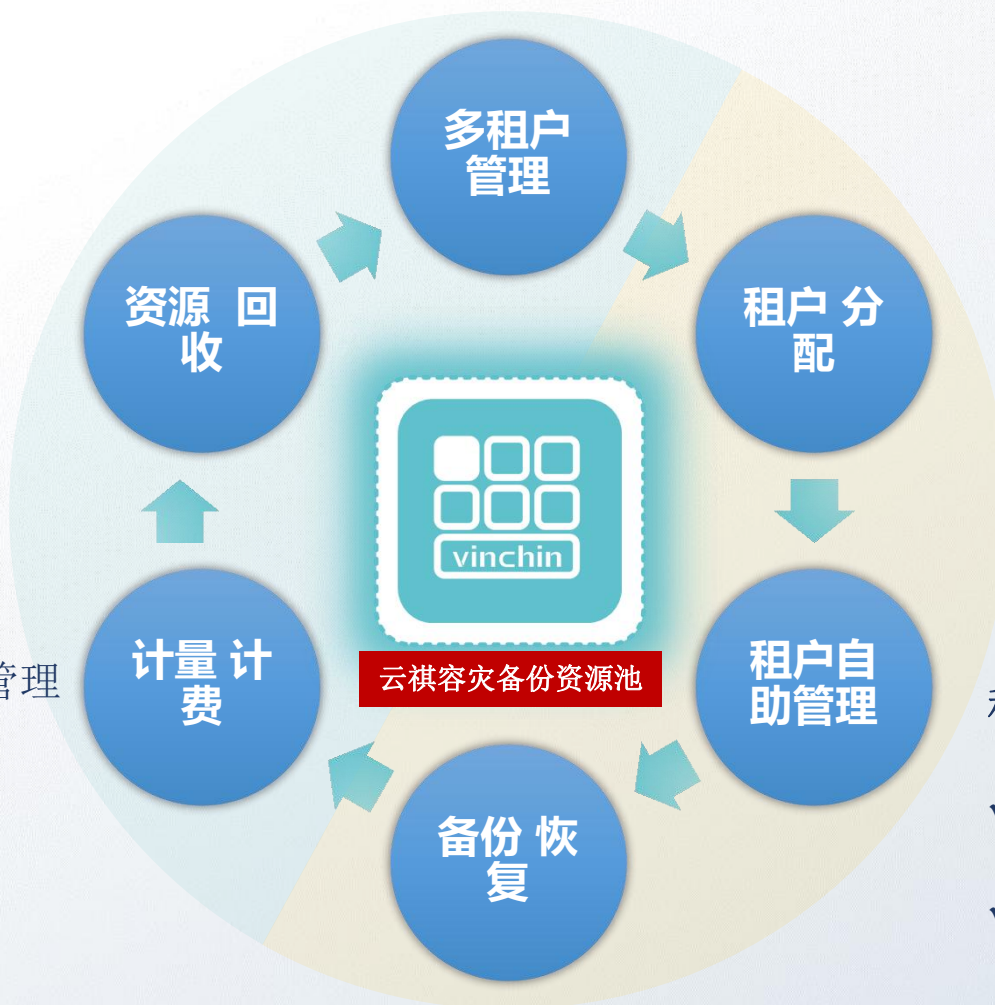 多租户
管理
资源 回
收
租户 分
配
vinchin
云祺容灾备份资源池
计量 计
费
管理
租户自
助管理
备份 恢
复